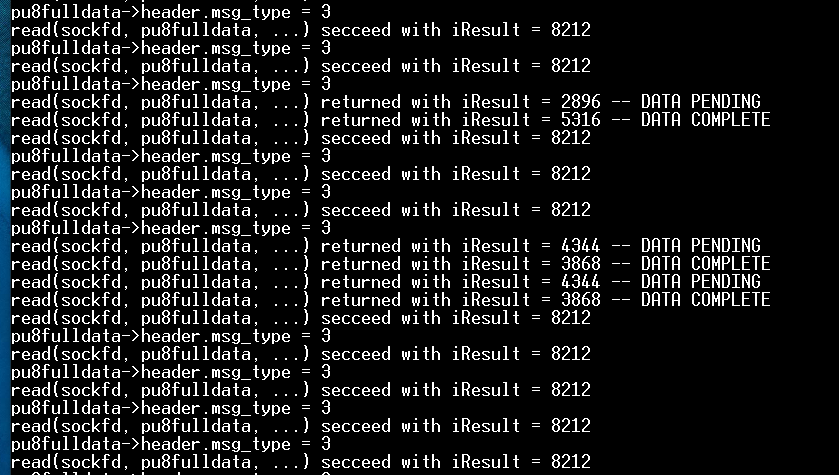 pu8fulldata->header.msg_type = 3
read(sockfd, pu8fulldata, ...) secceed with iResult = 8212
pu8fulldata->header.msg_type = 3
read(sockfd, pu8fulldata, ...) secceed with iResult = 8212
pu8fulldata->header.msg_type = 3
read(sockfd, pu8fulldata, ...) returned with iResult = 2896 -- DATA PENDING
read(sockfd, pu8fulldata, ...) returned with iResult = 5316 -- DATA COMPLETE
read(sockfd, pu8fulldata, ...) secceed with iResult = 8212
pu8fulldata->header.msg_type = 3
read(sockfd, pu8fulldata, ...) secceed with iResult = 8212
pu8fulldata->header.msg_type = 3
read(sockfd, pu8fulldata, ...) secceed with iResult = 8212
pu8fulldata->header.msg_type = 3
read(sockfd, pu8fulldata, ...) returned with iResult = 4344 -- DATA PENDING
read(sockfd, pu8fulldata, ...) returned with iResult = 3868 -- DATA COMPLETE
read(sockfd, pu8fulldata, ...) returned with iResult = 4344 -- DATA PENDING
read(sockfd, pu8fulldata, ...) returned with iResult = 3868 -- DATA COMPLETE
read(sockfd, pu8fulldata, ...) secceed with iResult = 8212
pu8fulldata->header.msg_type = 3
read(sockfd, pu8fulldata, ...) secceed with iResult = 8212
pu8fulldata->header.msg_type = 3
read(sockfd, pu8fulldata, ...) secceed with iResult = 8212
pu8fulldata->header.msg_type = 3
read(sockfd, pu8fulldata, ...) secceed with iResult = 8212
pu8fulldata->header.msg_type = 3
read(sockfd, pu8fulldata, ...) secceed with iResult = 8212